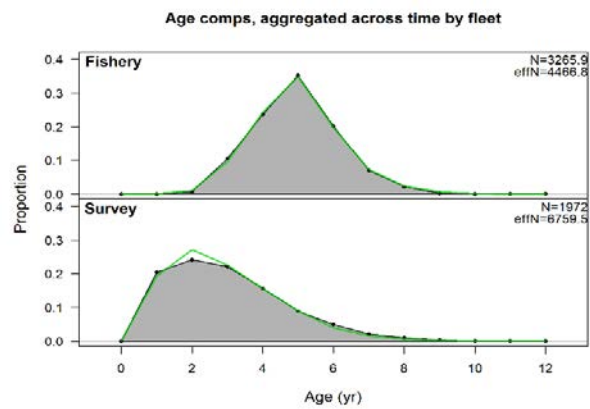 Age comps, aggregated across time by fleet
Fishery
N=3265.9
effN=4466.8
0.4
0.3
0.2
0.1
0.0
Survey
N=1972
effN=6759.5
0.4
0.3
0.2
0.1
0.0
Proportion
0 2 4 6 8 10 12
Age (yr)